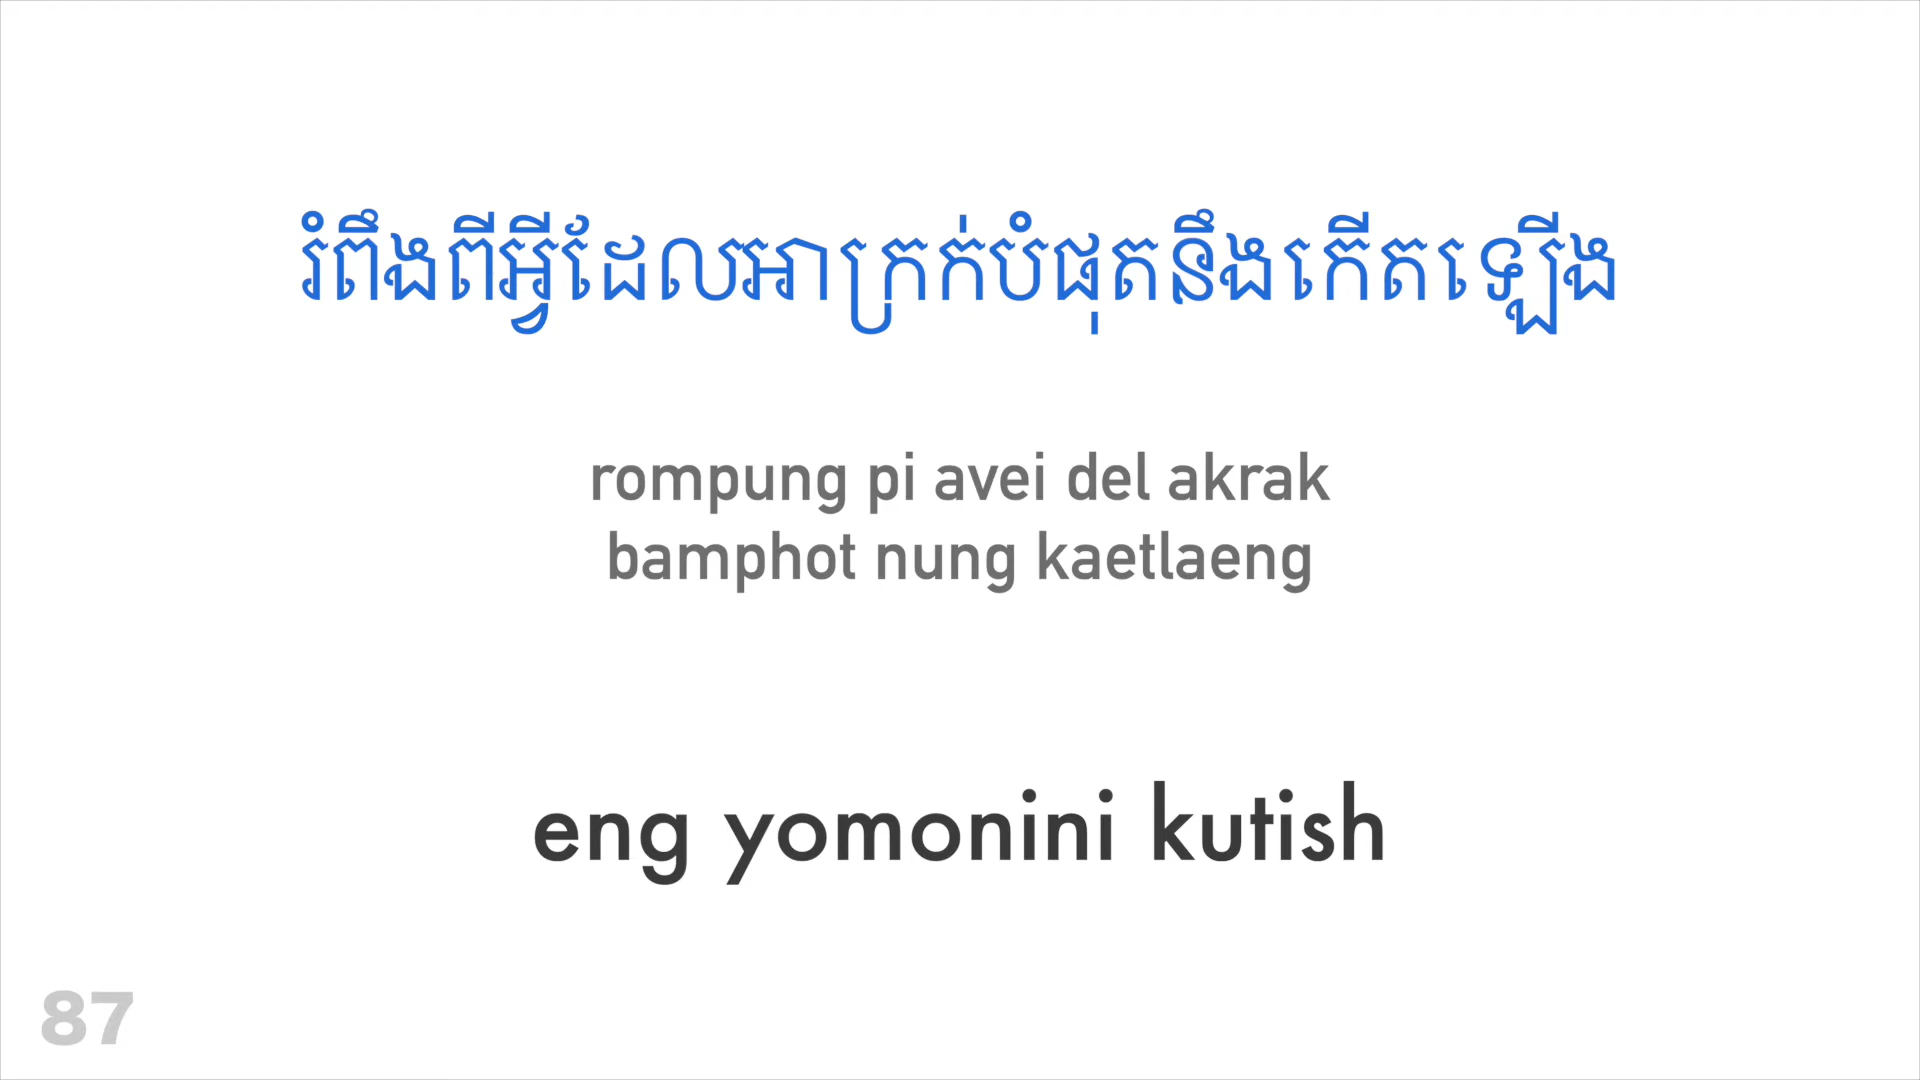 រំពឹងពីអ្វីដែលអាក្រក់បំផុតនឹងកើតឡើង
rompung pi avei del akrak
bamphot nung kaetlaeng
eng yomonini kutish
87